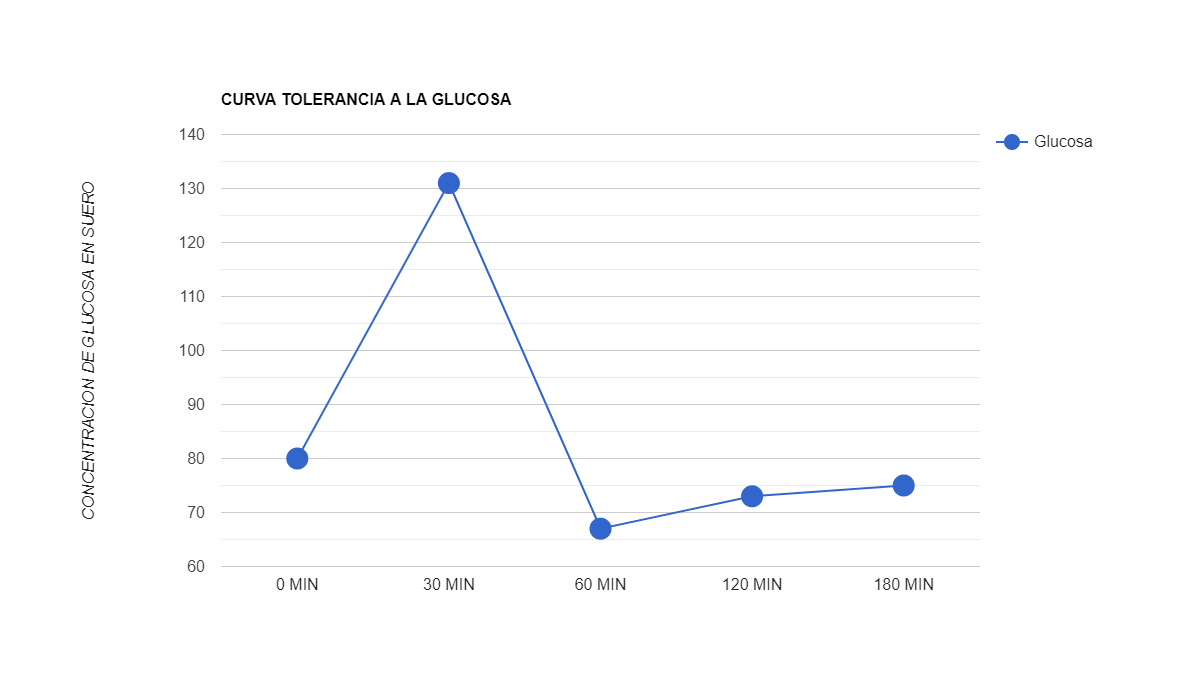 CURVA TOLERANCIA A LA GLUCOSA
Glucosa
CONCENTRACION DE GLUCOSA EN SUERO
140
130
120
110
100
90
80
70
60
0 MIN
30 MIN
60 MIN
120 MIN
180 MIN